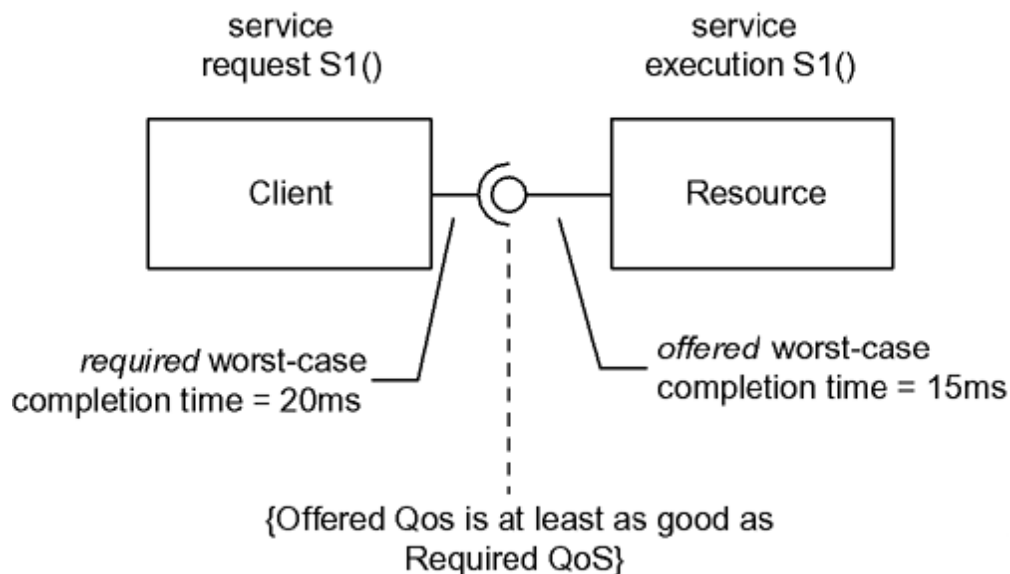 service
request S1()
service
execution S1()
Client
Resource
required worst-case
completion time = 20ms
offered worst-case
completion time = 15ms
{Offered Qos is at least as good as
Required QoS}